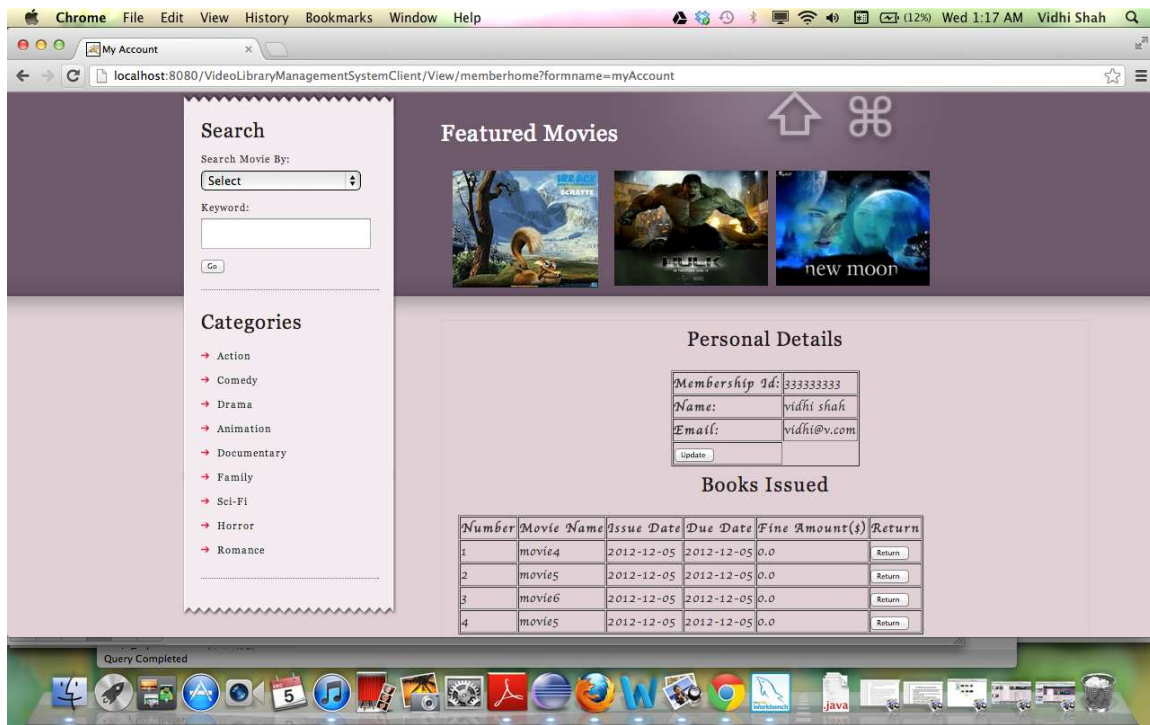 Chrome File Edit View History Bookmarks Window Help (12%) Wed 1:17 AM Vidhi Shah
My Account
localhost:8080/VideoLibraryManagementSystemClient/View/memberhome?formname=myAccount
Search
Search Movie By:
Select
Keyword:
Go
Categories
Action
Comedy
Drama
Animation
Documentary
Family
Sci-Fi
Horror
Romance
Featured Movies
SCRATTE
HULK
new moon
Personal Details
Membership Id: 333333333
Name: vidhi shah
Email: vidhi@v.com
Update
Books Issued
Number Movie Name Issue Date Due Date Fine Amount($) Return
1 movie4 2012-12-05 2012-12-05 0.0 Return
2 movie5 2012-12-05 2012-12-05 0.0 Return
3 movie6 2012-12-05 2012-12-05 0.0 Return
4 movie5 2012-12-05 2012-12-05 0.0 Return
Query Completed
5
Workbench
.java